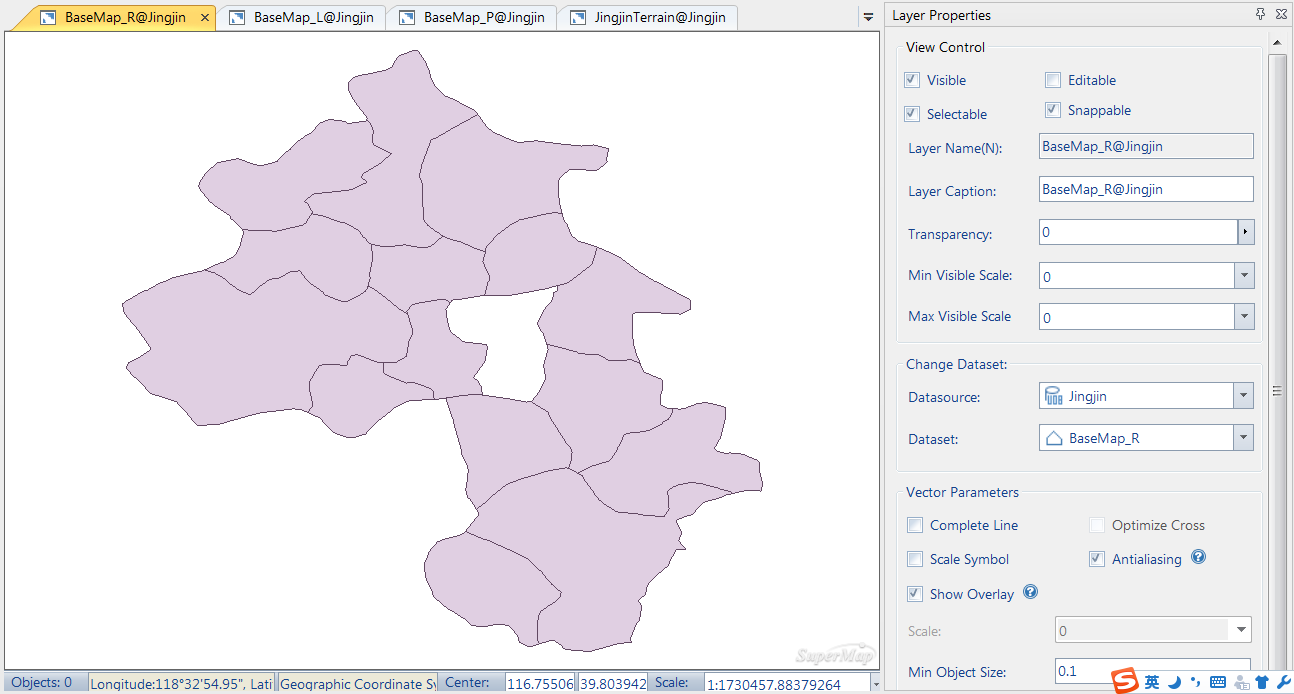 BaseMap_R@Jingjin
BaseMap_L@Jingjin
BaseMap_P@Jingjin
JingjinTerrain@Jingjin
SuperMap
Objects: 0
Longitude:118°32'54.95", Lati
Geographic Coordinate Sy
Center:
116.75506
39.803942
Scale:
1:1730457.88379264
Layer Properties
View Control
Visible
Editable
Selectable
Snappable
Layer Name(N):
BaseMap_R@Jingjin
Layer Caption:
BaseMap_R@Jingjin
Transparency:
0
Min Visible Scale:
0
Max Visible Scale
0
Change Dataset:
Datasource:
Jingjin
Dataset:
BaseMap_R
Vector Parameters
Complete Line
Optimize Cross
Scale Symbol
Antialiasing
Show Overlay
Scale:
0
Min Object Size:
0.1
英